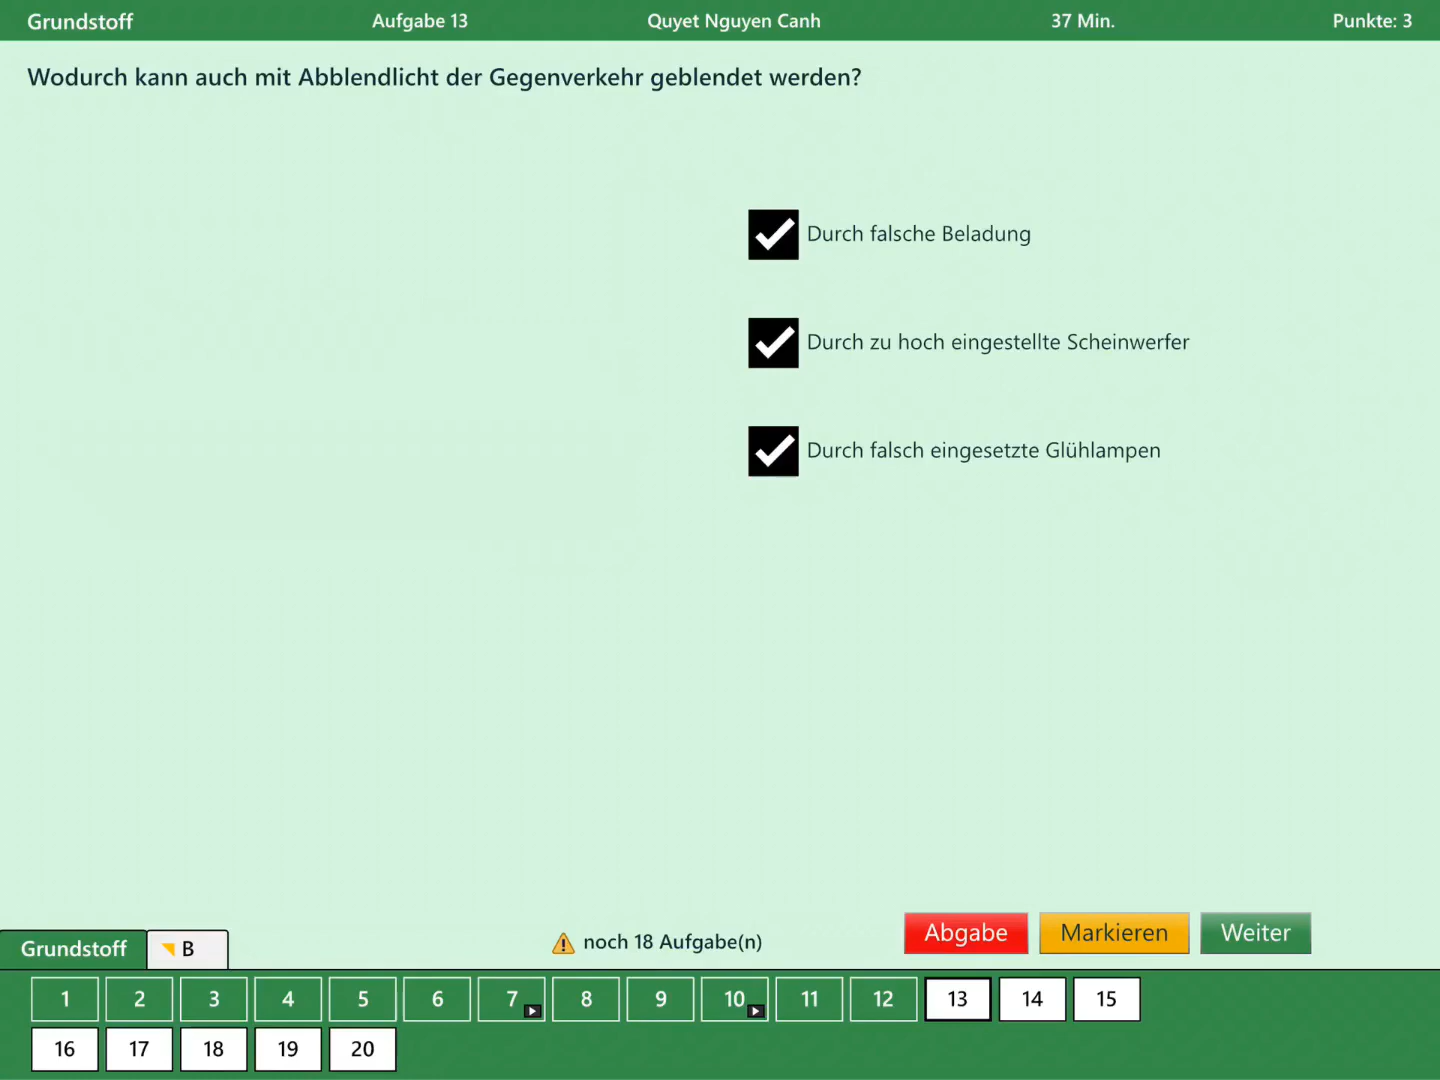 Grundstoff Aufgabe 13 Quyet Nguyen Canh 37 Min. Punkte: 3
Wodurch kann auch mit Abblendlicht der Gegenverkehr geblendet werden?
Durch falsche Beladung
Durch zu hoch eingestellte Scheinwerfer
Durch falsch eingesetzte Glühlampen
Grundstoff B noch 18 Aufgabe(n) Abgabe Markieren Weiter
1 2 3 4 5 6 7 8 9 10 11 12 13 14 15
16 17 18 19 20